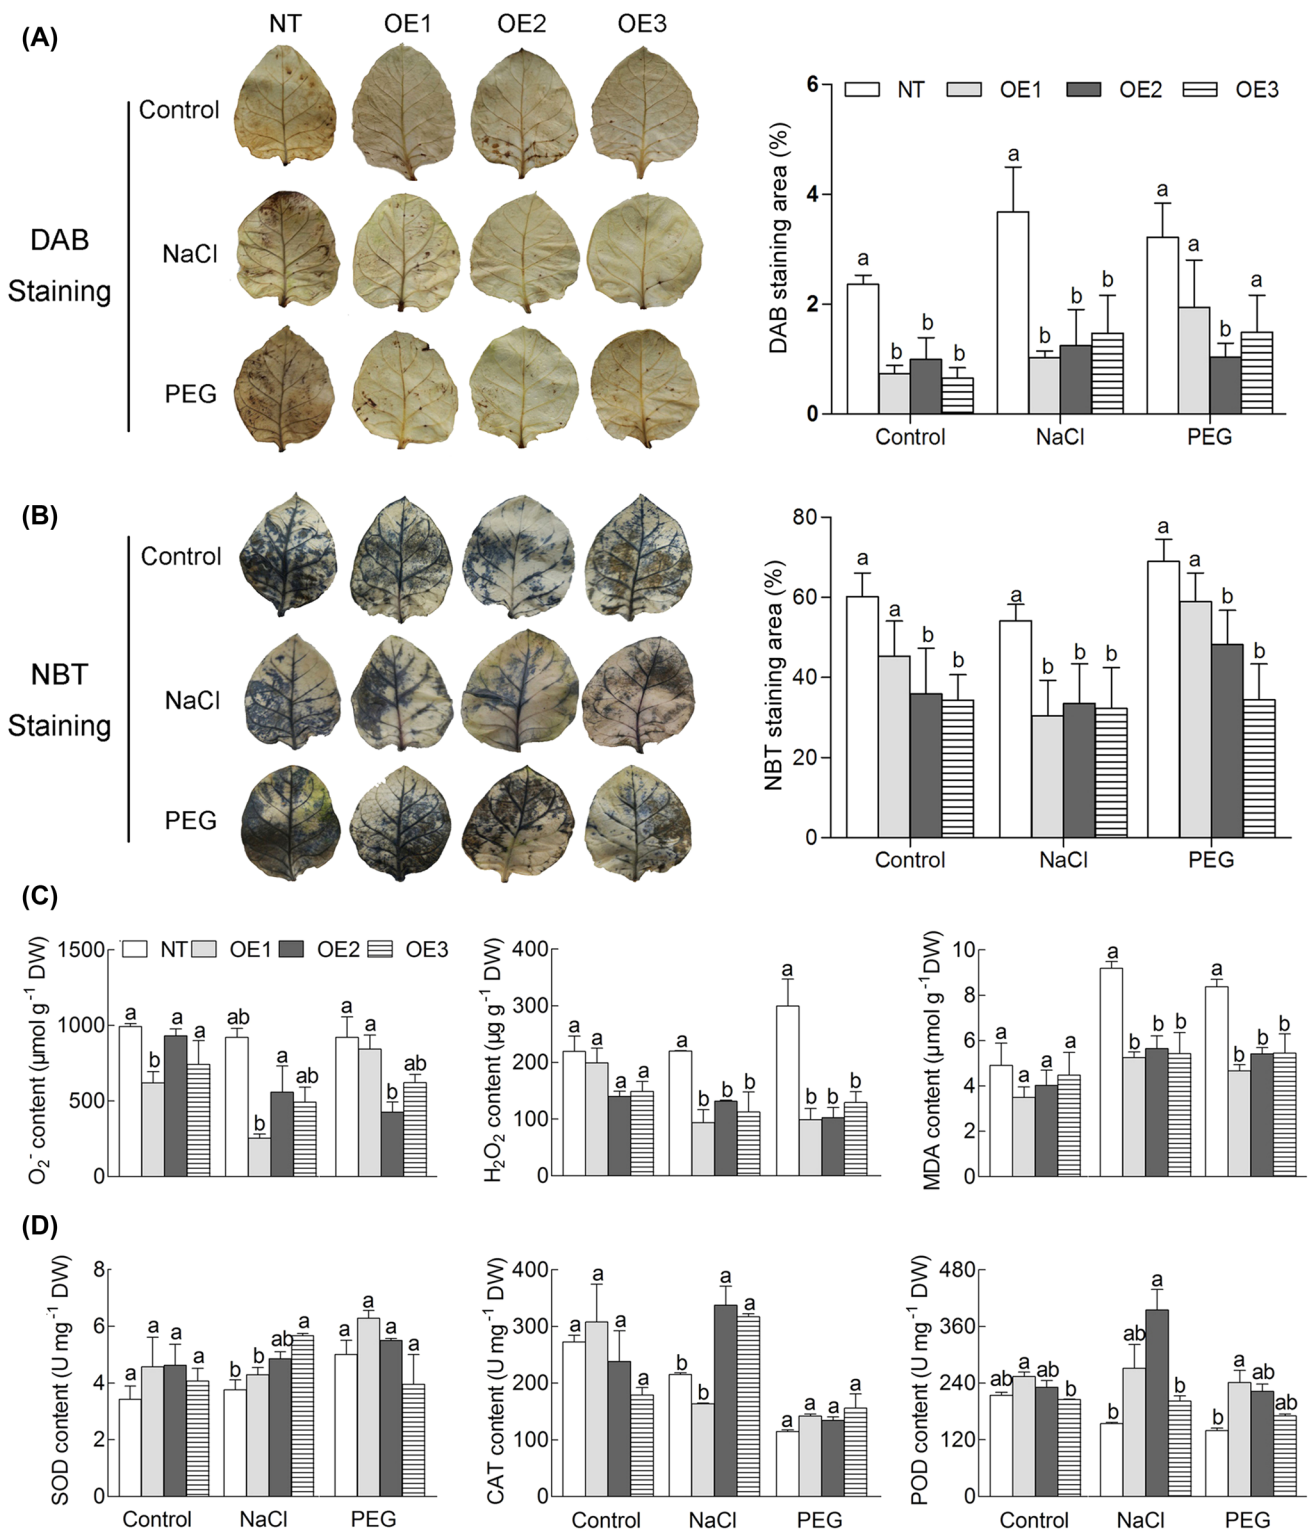 (A)
NT OE1 OE2 OE3
Control
NaCl
PEG
DAB
Staining
DAB staining area (%)
6
4
2
0
NT OE1 OE2 OE3
a b b b
a b b b
a a b a
Control NaCl PEG
(B)
Control
NaCl
PEG
NBT
Staining
NBT staining area (%)
80
60
40
20
0
a a b b
a b b b
a a b b
Control NaCl PEG
(C)
O₂⁻ content (µmol g⁻¹ DW)
1500
1000
500
0
NT OE1 OE2 OE3
a b a a
ab b a ab
a a b ab
H₂O₂ content (µg g⁻¹ DW)
400
300
200
100
0
a a a a
a b b b
a b b b
MDA content (µmol g⁻¹DW)
10
8
6
4
2
0
a a a a
a b b b
a b b b
(D)
SOD content (U mg⁻¹ DW)
8
6
4
2
0
a a a a
b b ab a
a a a a
Control NaCl PEG
CAT content (U mg⁻¹ DW)
400
300
200
100
0
a a a a
b b a a
a a a a
Control NaCl PEG
POD content (U mg⁻¹ DW)
480
360
240
120
0
ab a ab b
b ab a b
b a ab ab
Control NaCl PEG